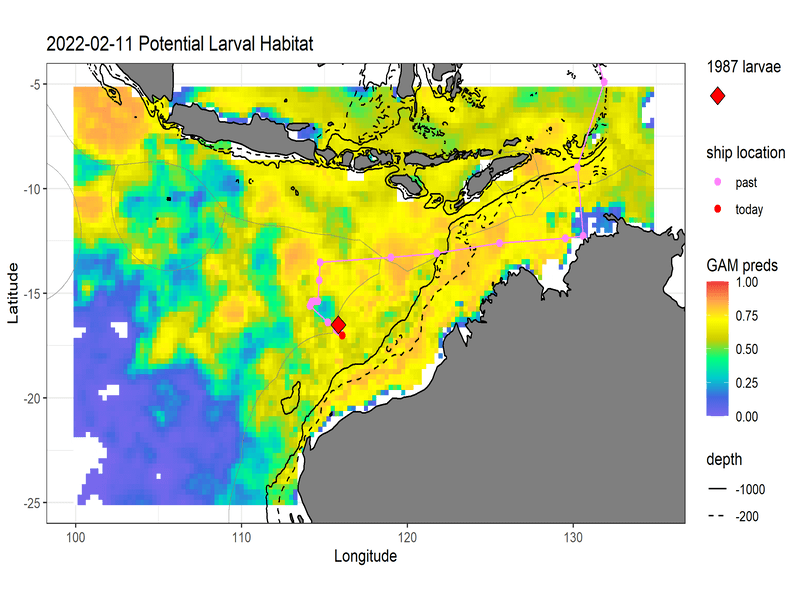 2022-02-11 Potential Larval Habitat
-5
-10
-15
-20
-25
Latitude
100
110
120
130
Longitude
1987 larvae
ship location
past
today
GAM preds
1.00
0.75
0.50
0.25
0.00
depth
-1000
-200